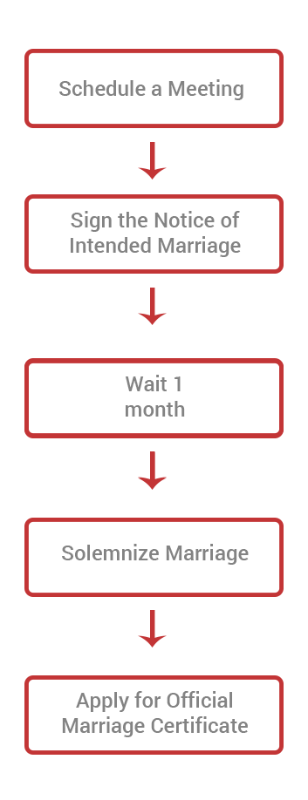 Schedule a Meeting
Sign the Notice of
Intended Marriage
Wait 1
month
Solemnize Marriage
Apply for Official
Marriage Certificate